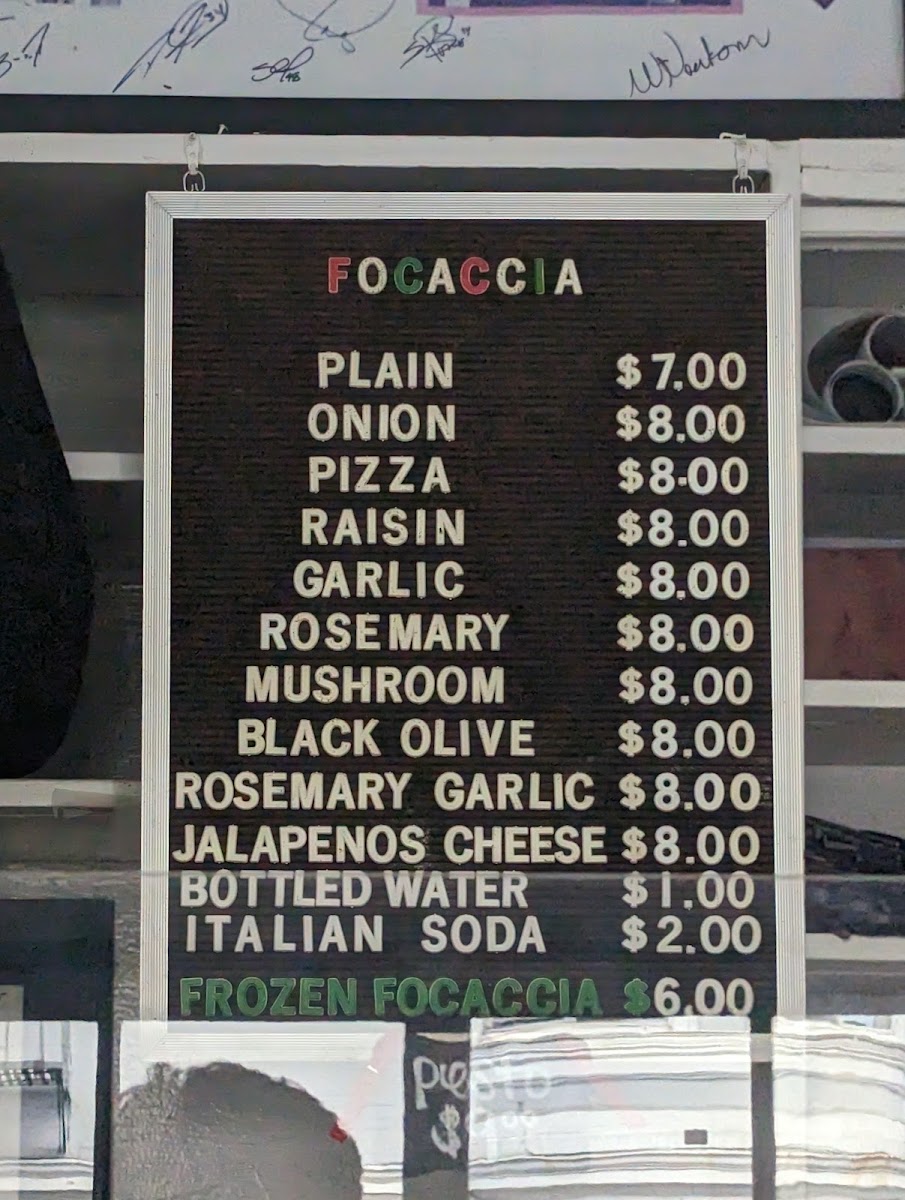 FOCACCIA
PLAIN $7.00
ONION $8.00
PIZZA $8.00
RAISIN $8.00
GARLIC $8.00
ROSEMARY $8.00
MUSHROOM $8.00
BLACK OLIVE $8.00
ROSEMARY GARLIC $8.00
JALAPENOS CHEESE $8.00
BOTTLED WATER $1.00
ITALIAN SODA $2.00
FROZEN FOCACCIA $6.00